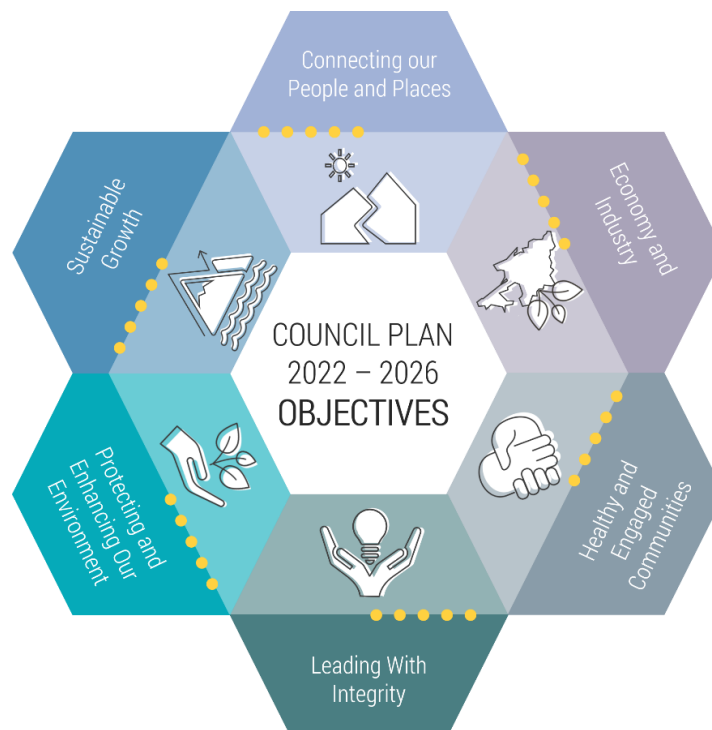 Connecting our
People and Places
Economy and
Industry
Healthy and
Engaged
Communities
Leading With
Integrity
Protecting and
Enhancing Our
Environment
Sustainable
Growth
COUNCIL PLAN
2022 – 2026
OBJECTIVES